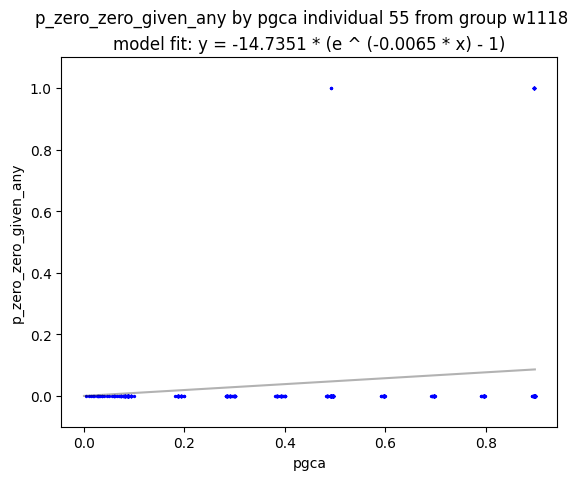 p_zero_zero_given_any by pgca individual 55 from group w1118
model fit: y = -14.7351 * (e ^ (-0.0065 * x) - 1)
1.0
0.8
0.6
0.4
0.2
0.0
p_zero_zero_given_any
0.0 0.2 0.4 0.6 0.8
pgca